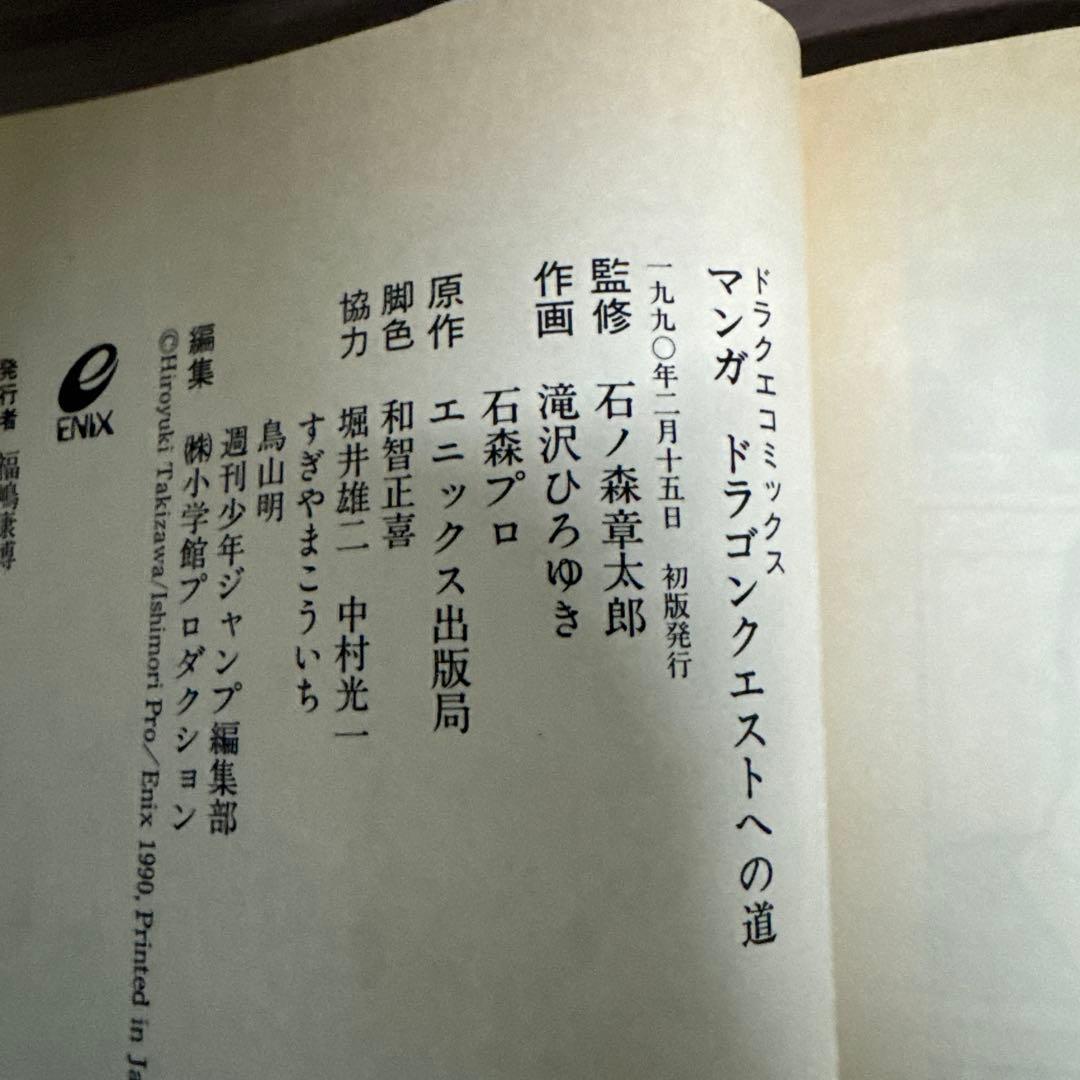 ドラクエコミックス
マンガ ドラゴンクエストへの道
一九九〇年二月十五日 初版発行
監修 石ノ森章太郎
作画 滝沢ひろゆき
石森プロ
原作 エニックス出版局
脚色 和智正喜
協力 堀井雄二 中村光一
すぎやまこういち
鳥山明
週刊少年ジャンプ編集部
編集 ㈱小学館プロダクション
©Hiroyuki Takizawa/Ishimori Pro/Enix 1990, Printed in Ja
ENIX
発行者 福嶋康博